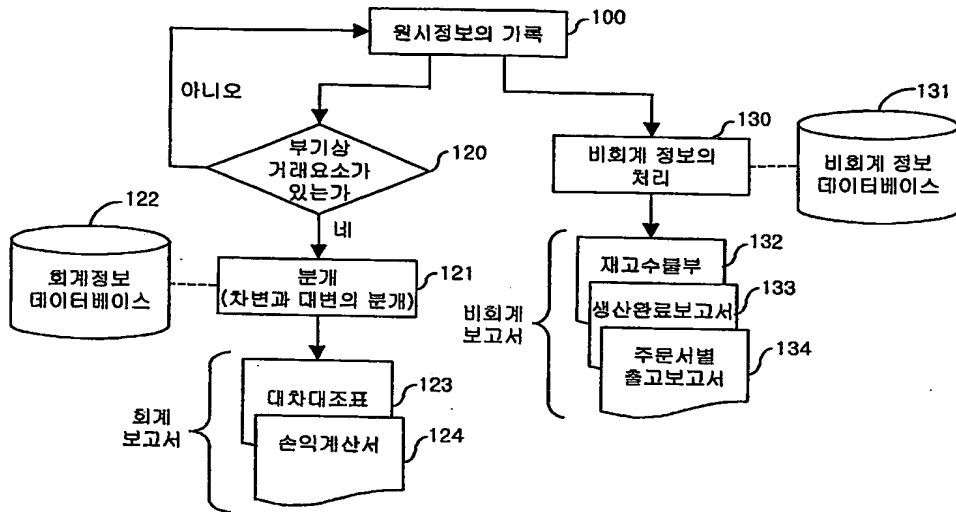 원시정보의 기록
100
아니오
부기상
거래요소가
있는가
120
네
130
비회계 정보의
처리
131
비회계 정보
데이터베이스
122
회계정보
데이터베이스
분개
(차변과 대변의 분개)
121
회계
보고서
대차대조표
123
손익계산서
124
비회계
보고서
재고수불부
132
생산완료보고서
133
주문서별
출고보고서
134